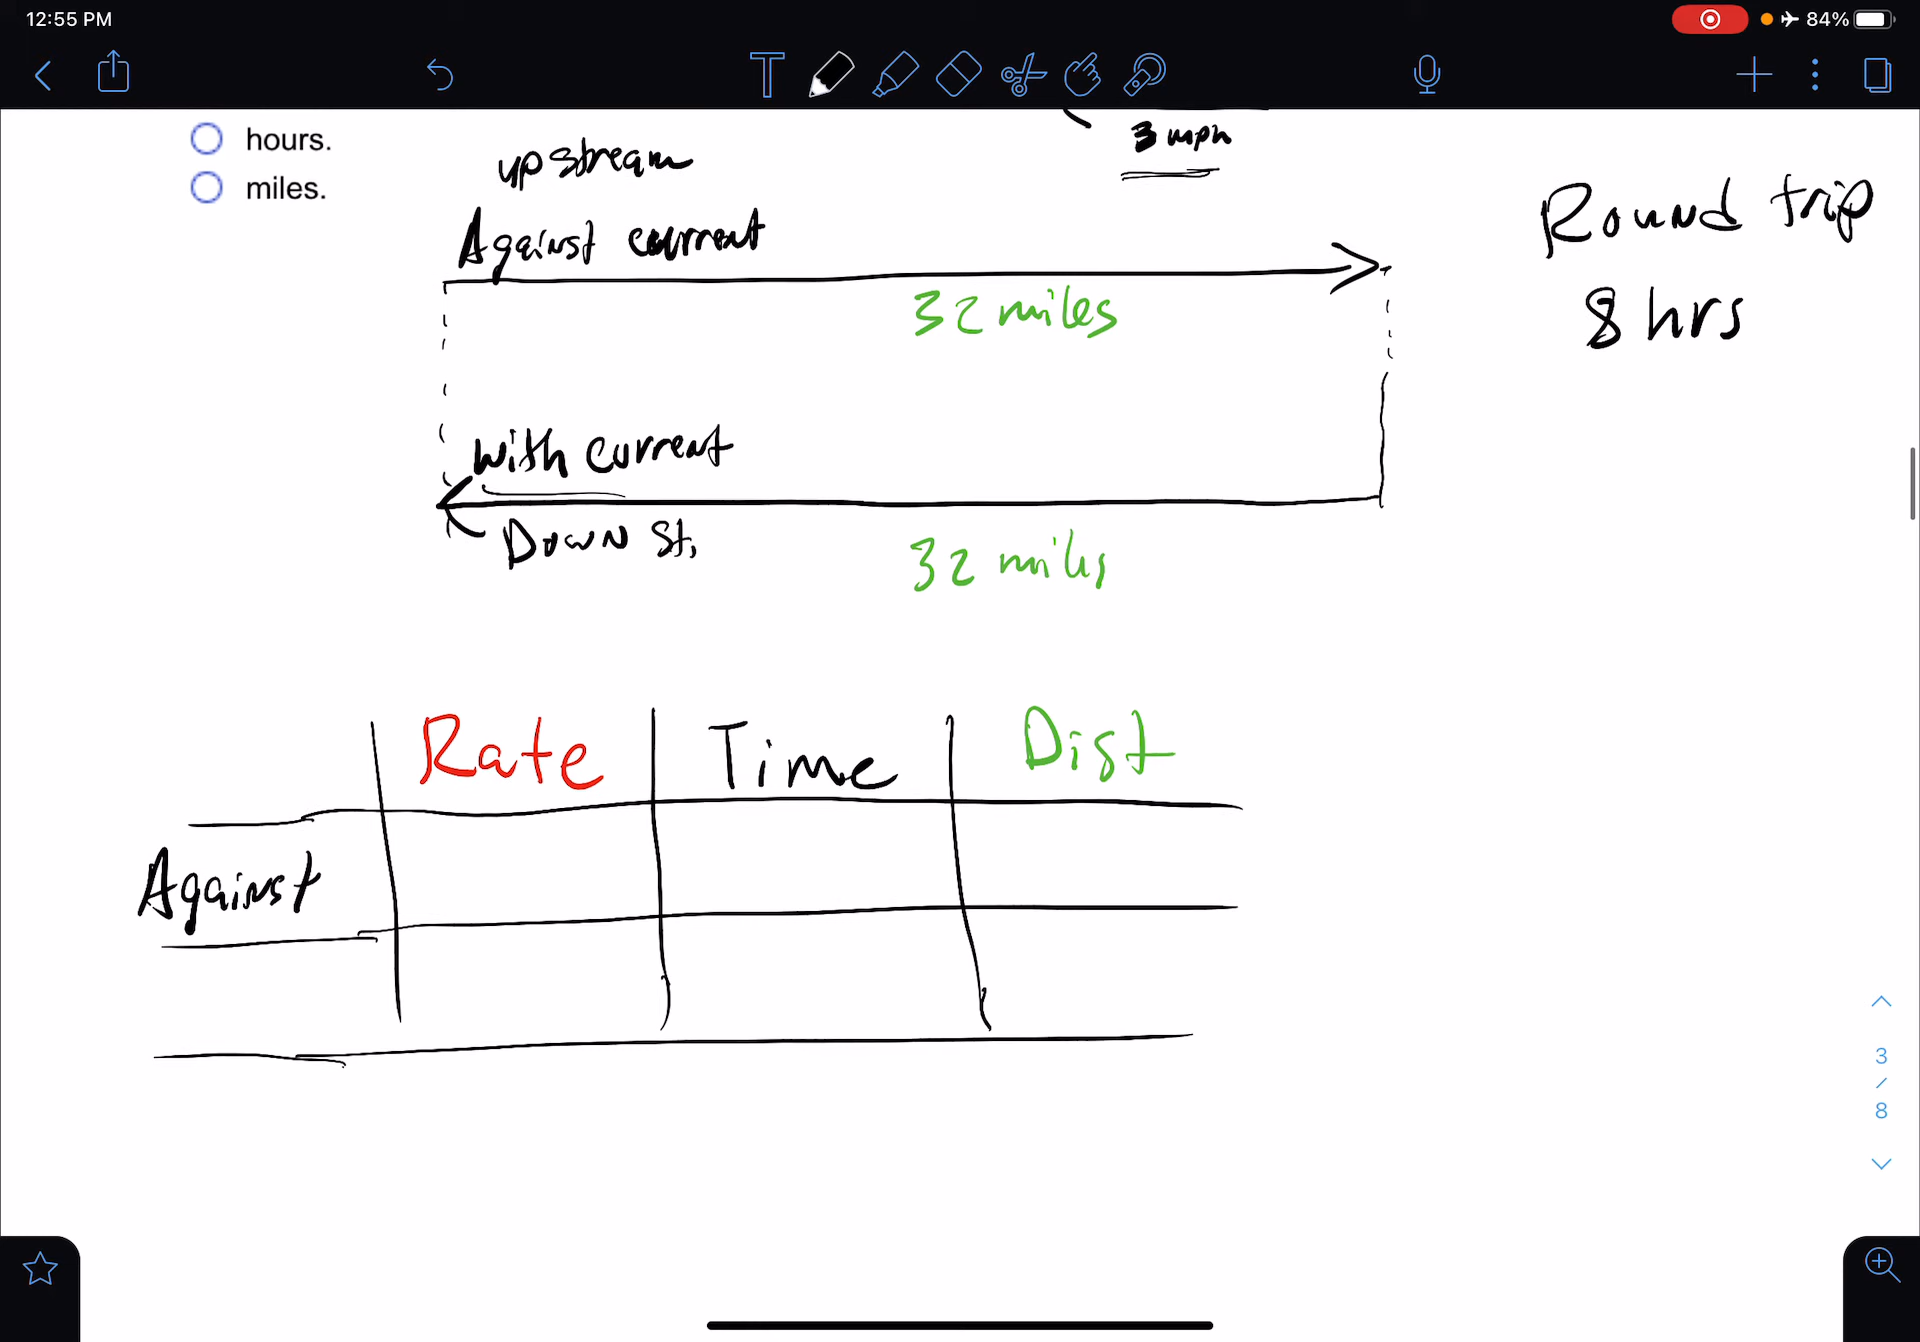 12:55 PM
84%
hours.
miles.
upstream
3 mph
Against current
32 miles
Round trip
8 hrs
With current
Down St.
32 miles
Rate Time Dist
Against
3
/
8